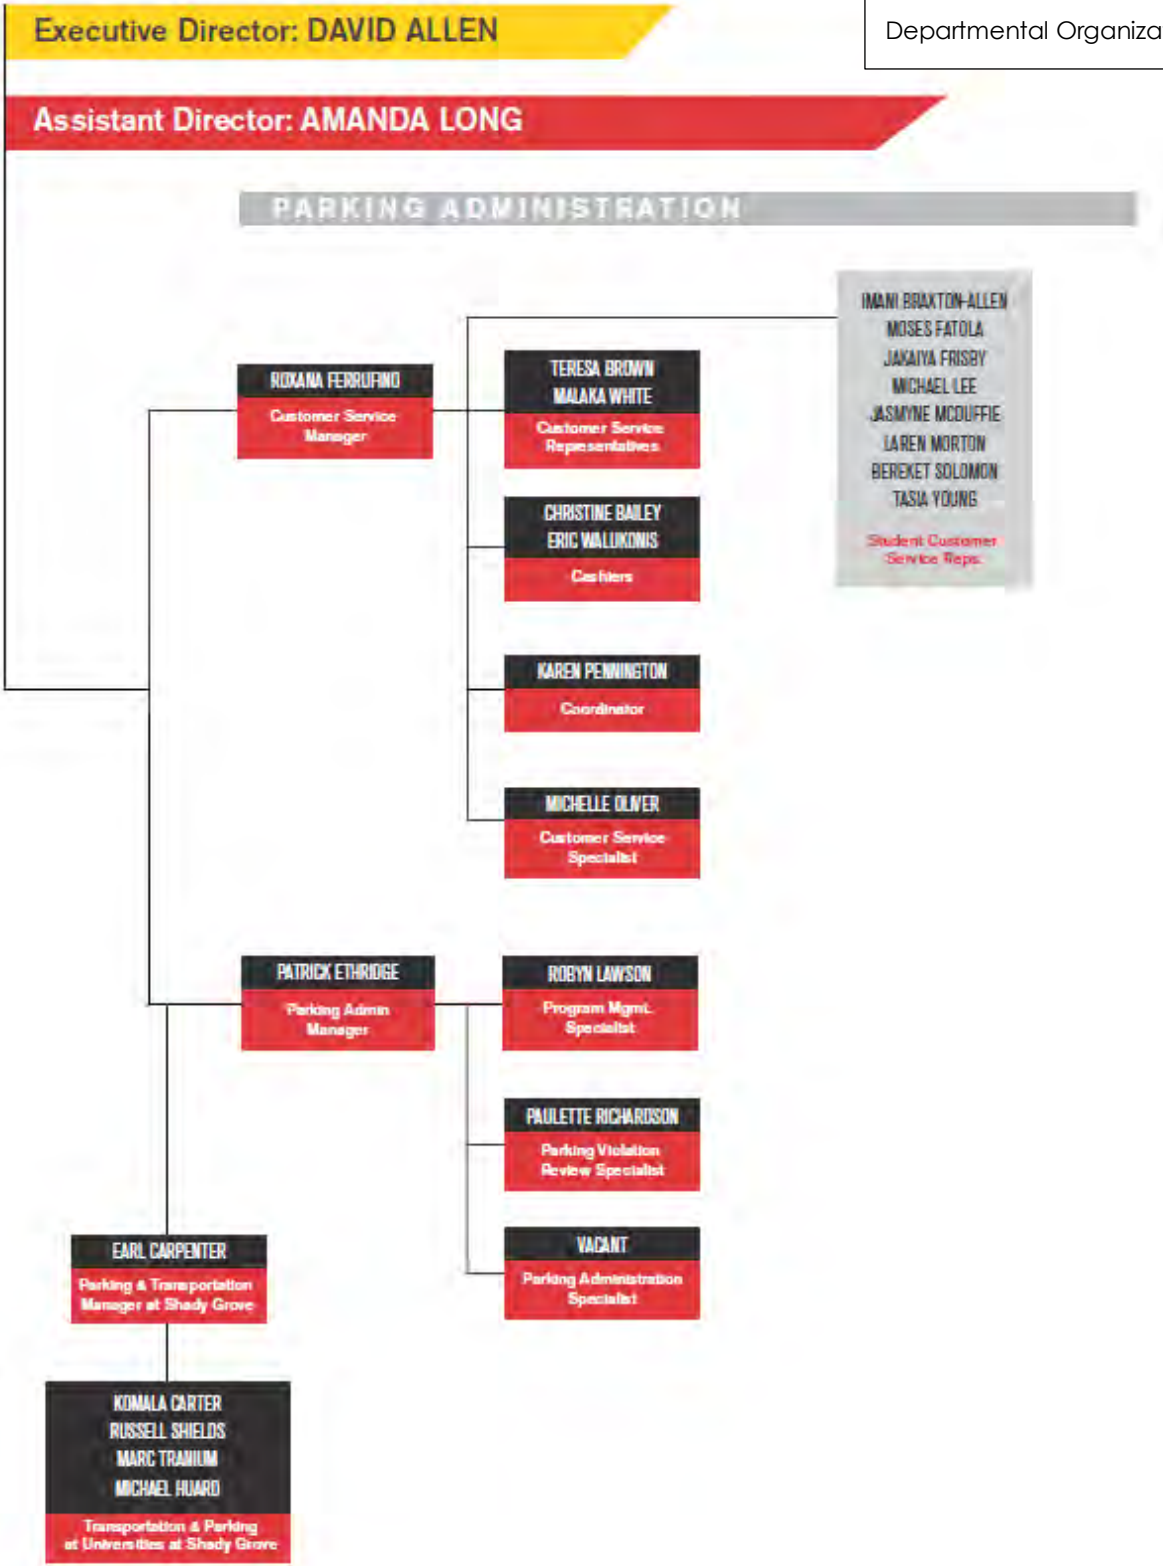 Executive Director: DAVID ALLEN
Departmental Organiza
Assistant Director: AMANDA LONG
PARKING ADMINISTRATION
IMANI BRAXTON-ALLEN
MOSES FATOLA
JAKAIYA FRISBY
MICHAEL LEE
JASMYNE MCDUFFIE
LAREN MORTON
BEREKET SOLOMON
TASIA YOUNG
Student Customer
Service Reps.
ROXANA FERRUFINO
Customer Service
Manager
TERESA BROWN
MALAKA WHITE
Customer Service
Representatives
CHRISTINE BAILEY
ERIC WALUKONIS
Cashiers
KAREN PENNINGTON
Coordinator
MICHELLE OLIVER
Customer Service
Specialist
PATRICK ETHRIDGE
Parking Admin
Manager
ROBYN LAWSON
Program Mgmt.
Specialist
PAULETTE RICHARDSON
Parking Violation
Review Specialist
VACANT
Parking Administration
Specialist
EARL CARPENTER
Parking & Transportation
Manager at Shady Grove
KOMALA CARTER
RUSSELL SHIELDS
MARC TRANIUM
MICHAEL HUARD
Transportation & Parking
at Universities at Shady Grove